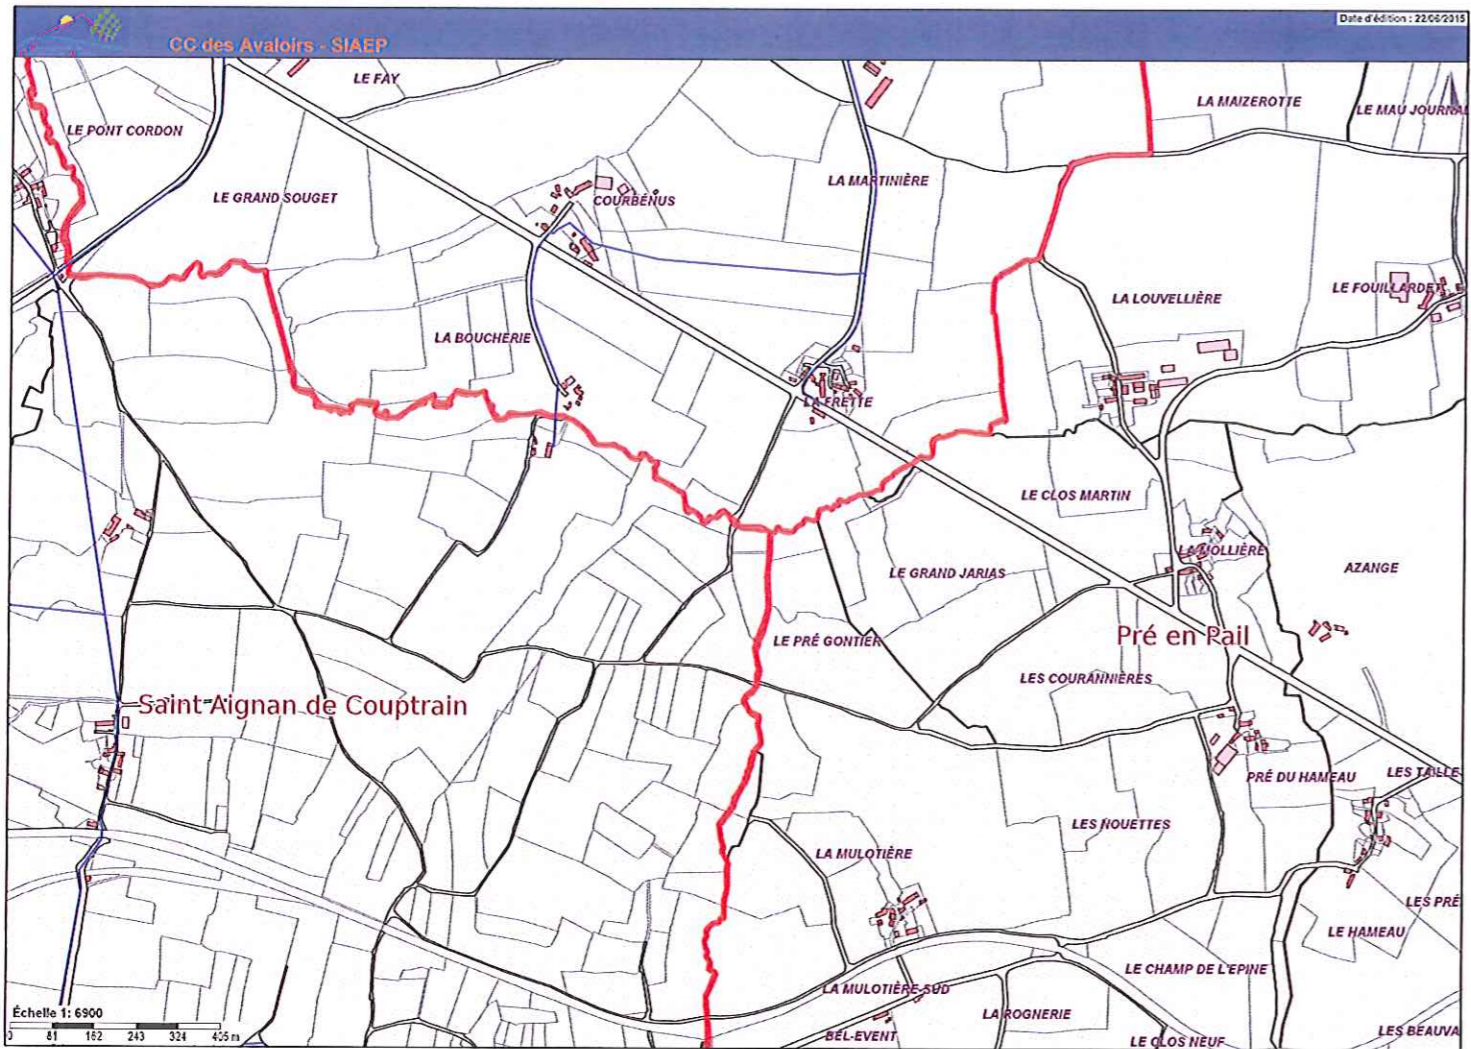 Date d'édition : 22/06/2015
CC des Avaloirs - SIAEP
LE FAY
LA MAIZEROTTE
LE MAU JOURNAL
LE PONT CORDON
LA MARTINIÈRE
LE GRAND SOUGET
COURBÉNUS
LE FOUILLARDET
LA LOUVELLIÈRE
LA BOUCHERIE
LA FRETTE
LE CLOS MARTIN
LA MOLLIÈRE
AZANGE
LE GRAND JARIAS
Pré en Pail
LE PRÉ GONTIER
LES COURANNIÈRES
Saint Aignan de Couptrain
PRÉ DU HAMEAU
LES TAILLE
LES NOUETTES
LA MULOTIÈRE
LES PRÉ
LE HAMEAU
LE CHAMP DE L'EPINE
LA MULOTIÈRE SUD
LA ROGNERIE
Échelle 1: 6900
BEL-EVENT
LES BEAUVA
LE CLOS NEUF
0 81 162 243 324 405 m